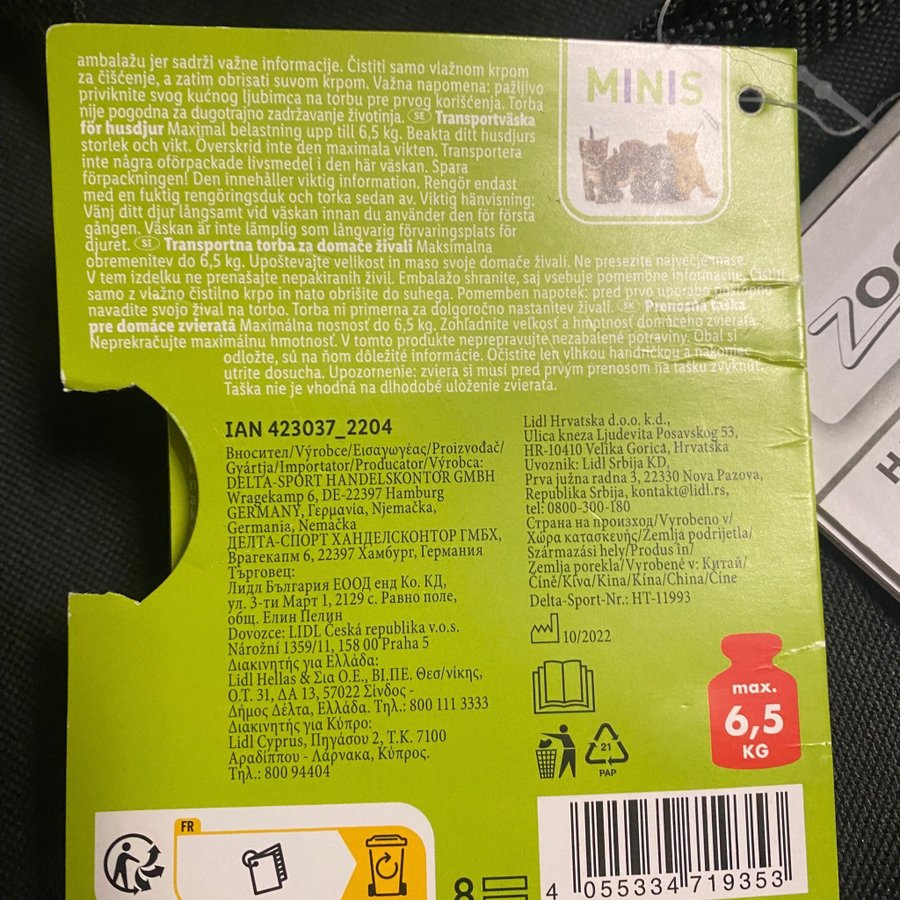 ambalažu jer sadrži važne informacije. Čistiti samo vlažnom krpom
za čišćenje, a zatim obrisati suvom krpom. Važna napomena: pažljivo
priviknite svog kućnog ljubimca na torbu pre prvog korišćenja. Torba
nije pogodna za dugotrajno zadržavanje životinja. SE Transportväska
för husdjur Maximal belastning upp till 6,5 kg. Beakta ditt husdjurs
storlek och vikt. Överskrid inte den maximala vikten. Transportera
inte några oförpackade livsmedel i den här väskan. Spara
förpackningen! Den innehåller viktig information. Rengör endast
med en fuktig rengöringsduk och torka sedan av. Viktig hänvisning:
Vänj ditt djur långsamt vid väskan innan du använder den för första
gången. Väskan är inte lämplig som långvarig förvaringsplats för
djuret. SI Transportna torba za domače živali Maksimalna
obremenitev do 6,5 kg. Upoštevajte velikost in maso svoje domače živali. Ne presezite največje mase.
V tem izdelku ne prenašajte nepakiranih živil. Embalažo shranite, saj vsebuje pomembne informacije. Čistiti
samo z vlažno čistilno krpo in nato obrišite do suhega. Pomemben napotek: pred prvo uporabo postopno
navadite svojo žival na torbo. Torba ni primerna za dolgoročno nastanitev živali. SK Prenosná taška
pre domáce zvieratá Maximálna nosnosť do 6,5 kg. Zohľadnite veľkosť a hmotnosť domáceho zvieraťa.
Neprekračujte maximálnu hmotnosť. V tomto produkte neprepravujte nezabalené potraviny. Obal si
odložte, sú na ňom dôležité informácie. Očistite len vlhkou handričkou a nakoniec
utrite dosucha. Upozornenie: zviera si musí pred prvým prenosom na tašku zvyknúť.
Taška nie je vhodná na dlhodobé uloženie zvierata.
MINIS
IAN 423037_2204
Вносител/Výrobce/Εισαγωγέας/Proizvođač/
Gyártja/Importator/Producator/Výrobca:
DELTA-SPORT HANDELSKONTOR GMBH
Wragekamp 6, DE-22397 Hamburg
GERMANY, Германия, Njemačka,
Germania, Nemačka
ДЕЛТА-СПОРТ ХАНДЕЛСКОНТОР ГМБХ,
Врагекамп 6, 22397 Хамбург, Германия
Търговец:
Лидл България ЕООД енд Ко. КД,
ул. 3-ти Март 1, 2129 с. Равно поле,
общ. Елин Пелин
Dovozce: LIDL Česká republika v.o.s.
Nárožní 1359/11, 158 00 Praha 5
Διακινητής για Ελλάδα:
Lidl Hellas & Σια Ο.Ε., ΒΙ.ΠΕ. Θεσ/νίκης,
Ο.Τ. 31, ΔΑ 13, 57022 Σίνδος -
Δήμος Δέλτα, Ελλάδα. Τηλ.: 800 111 3333
Διακινητής για Κύπρο:
Lidl Cyprus, Πηγάσου 2, Τ.Κ. 7100
Αραδίππου - Λάρνακα, Κύπρος.
Τηλ.: 800 94404
Lidl Hrvatska d.o.o. k.d.,
Ulica kneza Ljudevita Posavskog 53,
HR-10410 Velika Gorica, Hrvatska
Uvoznik: Lidl Srbija KD,
Prva južna radna 3, 22330 Nova Pazova,
Republika Srbija, kontakt@lidl.rs,
tel: 0800-300-180
Страна на произход/Vyrobeno v/
Χώρα κατασκευής/Zemlja podrijetla/
Származási hely/Produs în/
Zemlja porekla/Vyrobené v: Китай/
Číně/Κίνα/Kina/Kína/China/Číne
Delta-Sport-Nr.: HT-11993
10/2022
max.
6,5
KG
21
PAP
FR
8
4 055334 719353
ZOO
H